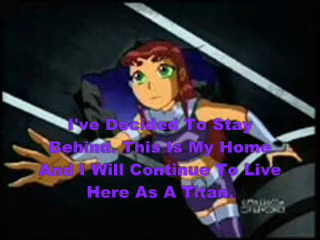 I've Decided To Stay
Behind. This Is My Home
And I Will Continue To Live
Here As A Titan.